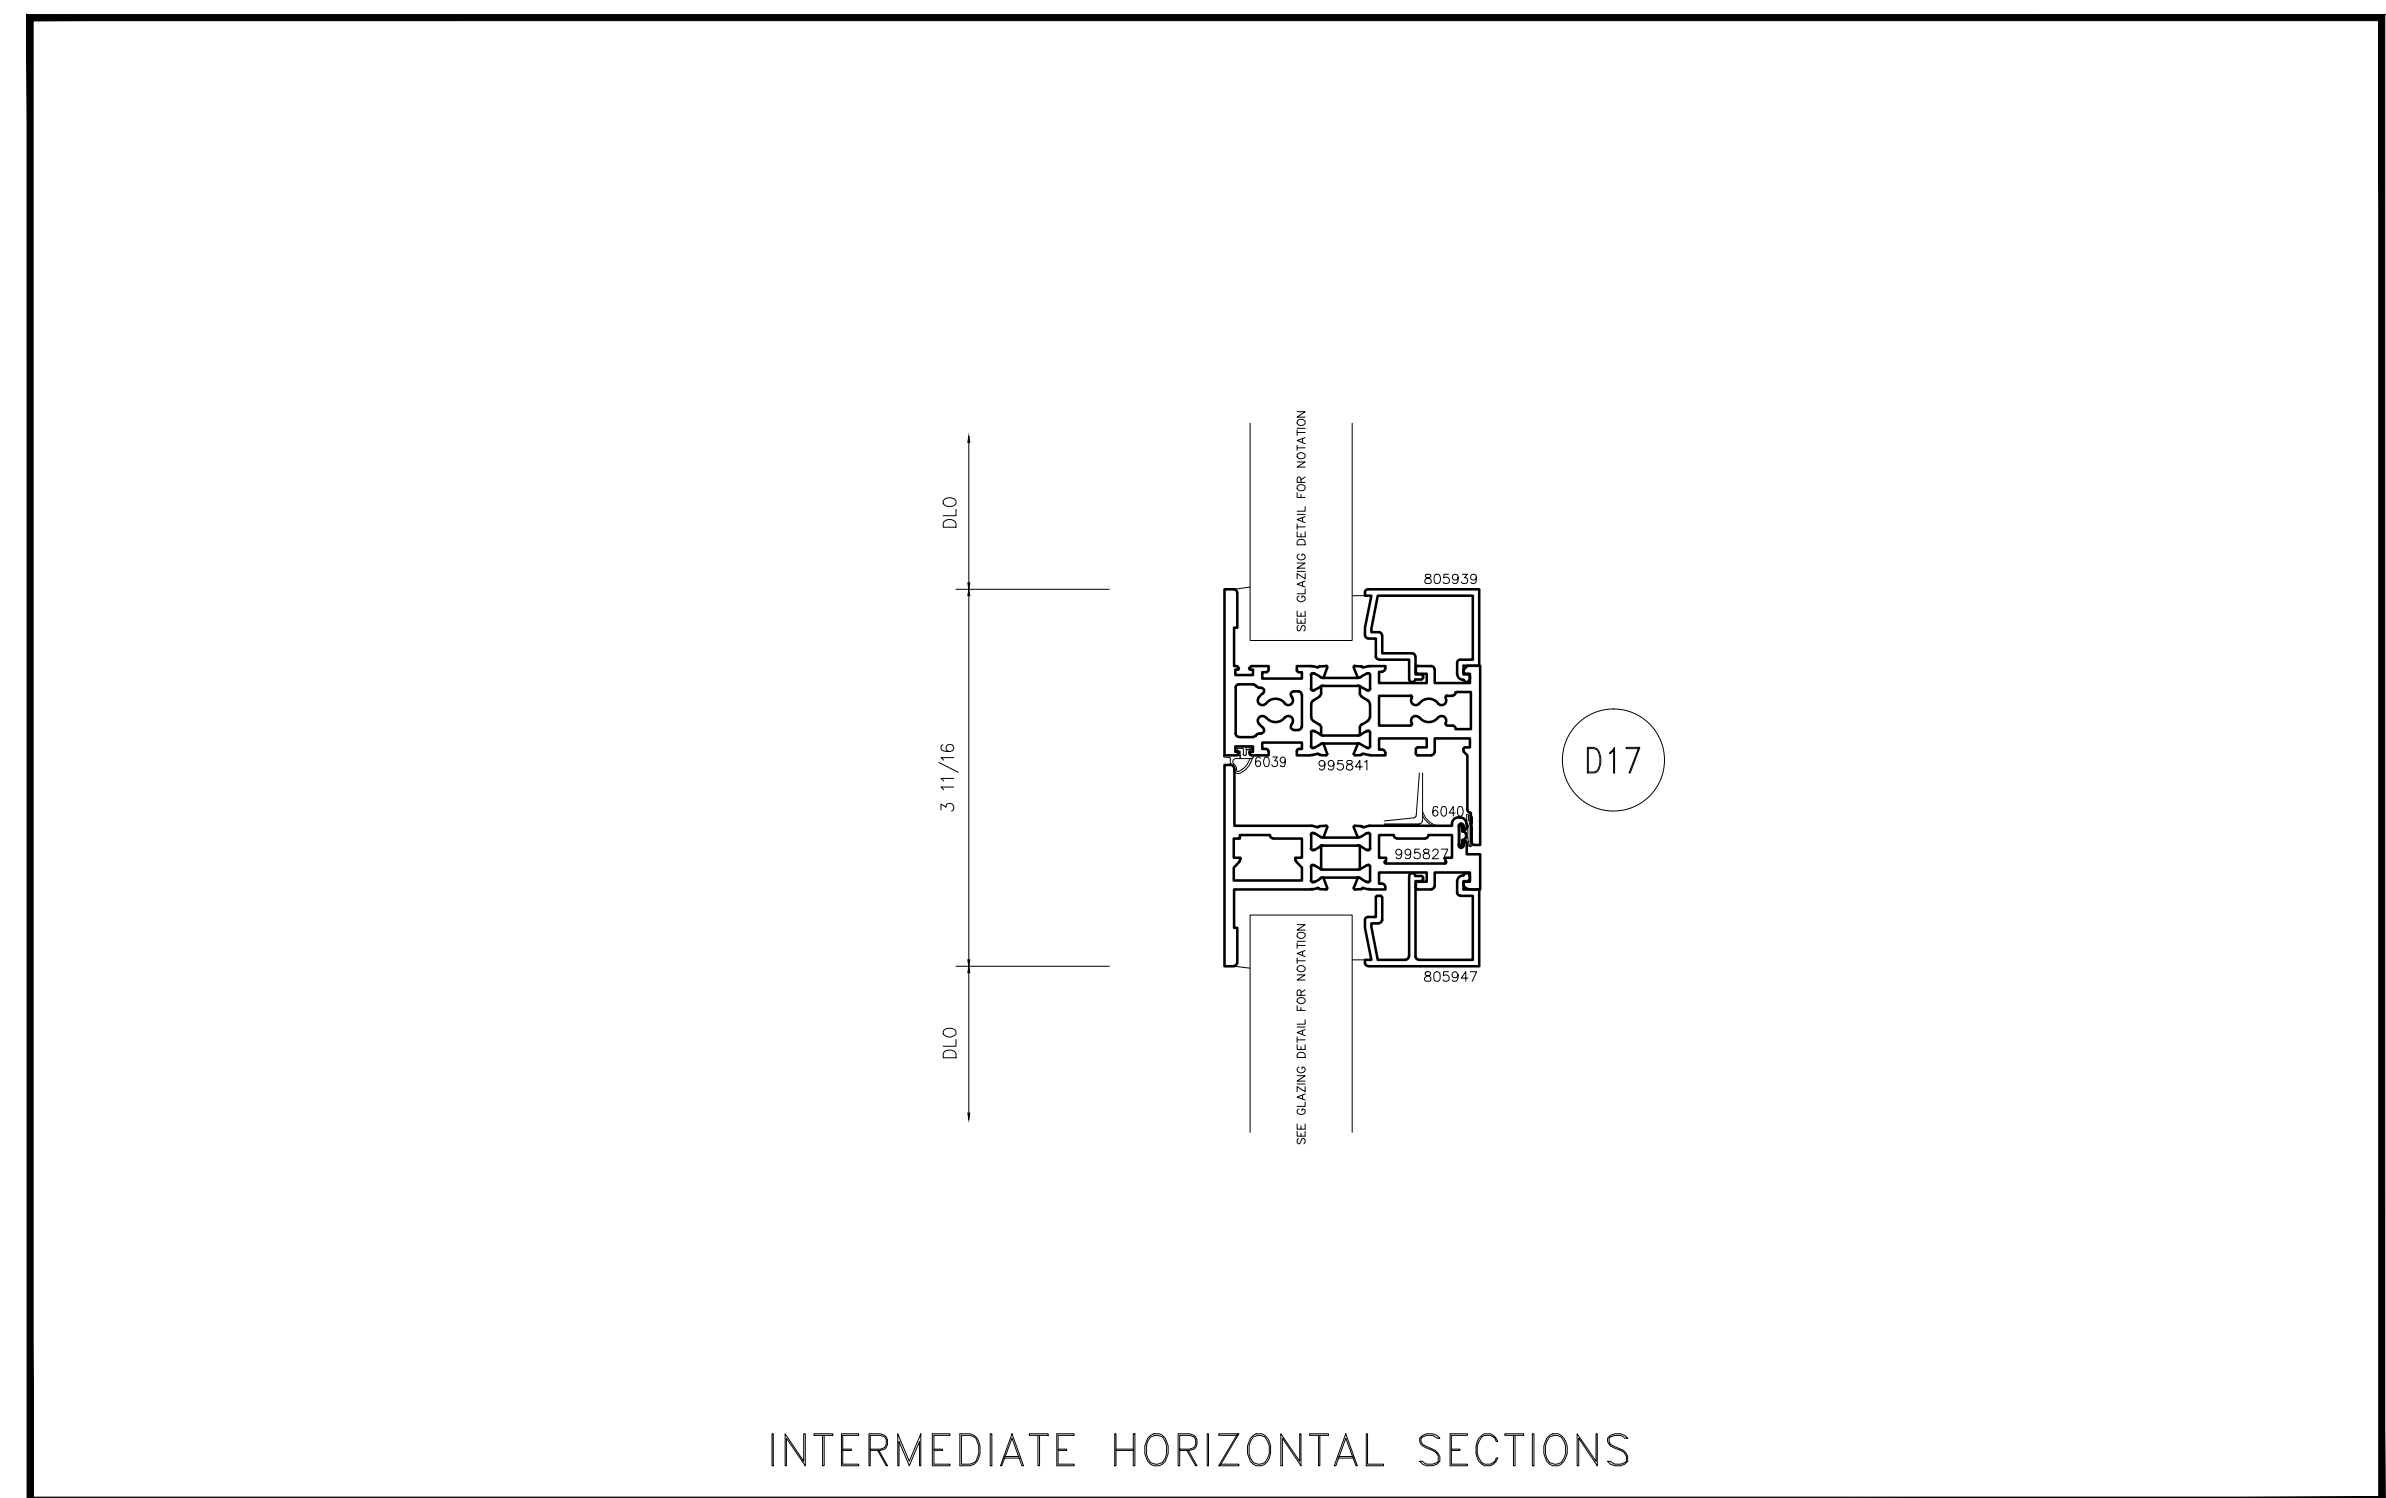 SEE GLAZING DETAIL FOR NOTATION
DLO
805939
3 11/16
6039
995841
D17
6040
995827
805947
SEE GLAZING DETAIL FOR NOTATION
DLO
INTERMEDIATE HORIZONTAL SECTIONS